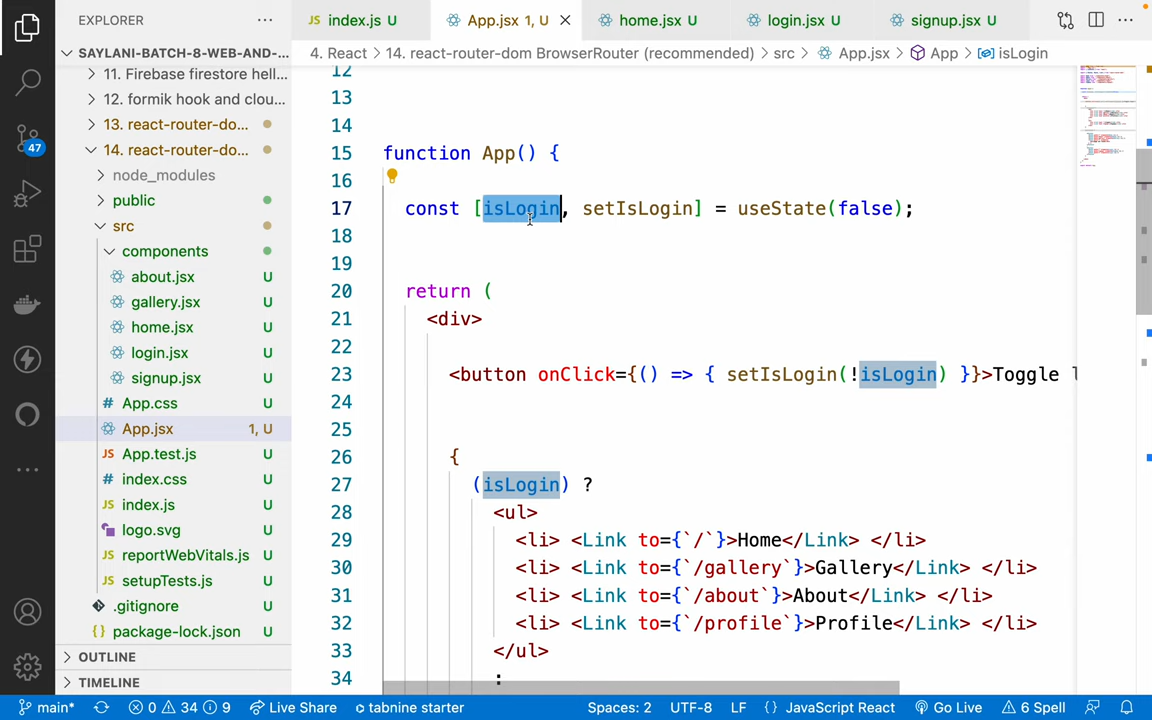 EXPLORER
SAYLANI-BATCH-8-WEB-AND-...
11. Firebase firestore hell...
12. formik hook and clou...
13. react-router-do...
14. react-router-do...
node_modules
public
src
components
about.jsx U
gallery.jsx U
home.jsx U
login.jsx U
signup.jsx U
App.css U
App.jsx 1, U
App.test.js U
index.css U
index.js U
logo.svg U
reportWebVitals.js U
setupTests.js U
.gitignore U
package-lock.json U
OUTLINE
TIMELINE
47
index.js U App.jsx 1, U home.jsx U login.jsx U signup.jsx U
4. React > 14. react-router-dom BrowserRouter (recommended) > src > App.jsx > App > isLogin
12
13
14
15 function App() {
16
17 const [isLogin, setIsLogin] = useState(false);
18
19
20 return (
21 <div>
22
23 <button onClick={() => { setIsLogin(!isLogin) }}>Toggle l
24
25
26 {
27 (isLogin) ?
28 <ul>
29 <li> <Link to={`/`}>Home</Link> </li>
30 <li> <Link to={`/gallery`}>Gallery</Link> </li>
31 <li> <Link to={`/about`}>About</Link> </li>
32 <li> <Link to={`/profile`}>Profile</Link> </li>
33 </ul>
34 :
main* 0 34 9 Live Share tabnine starter Spaces: 2 UTF-8 LF {} JavaScript React Go Live 6 Spell